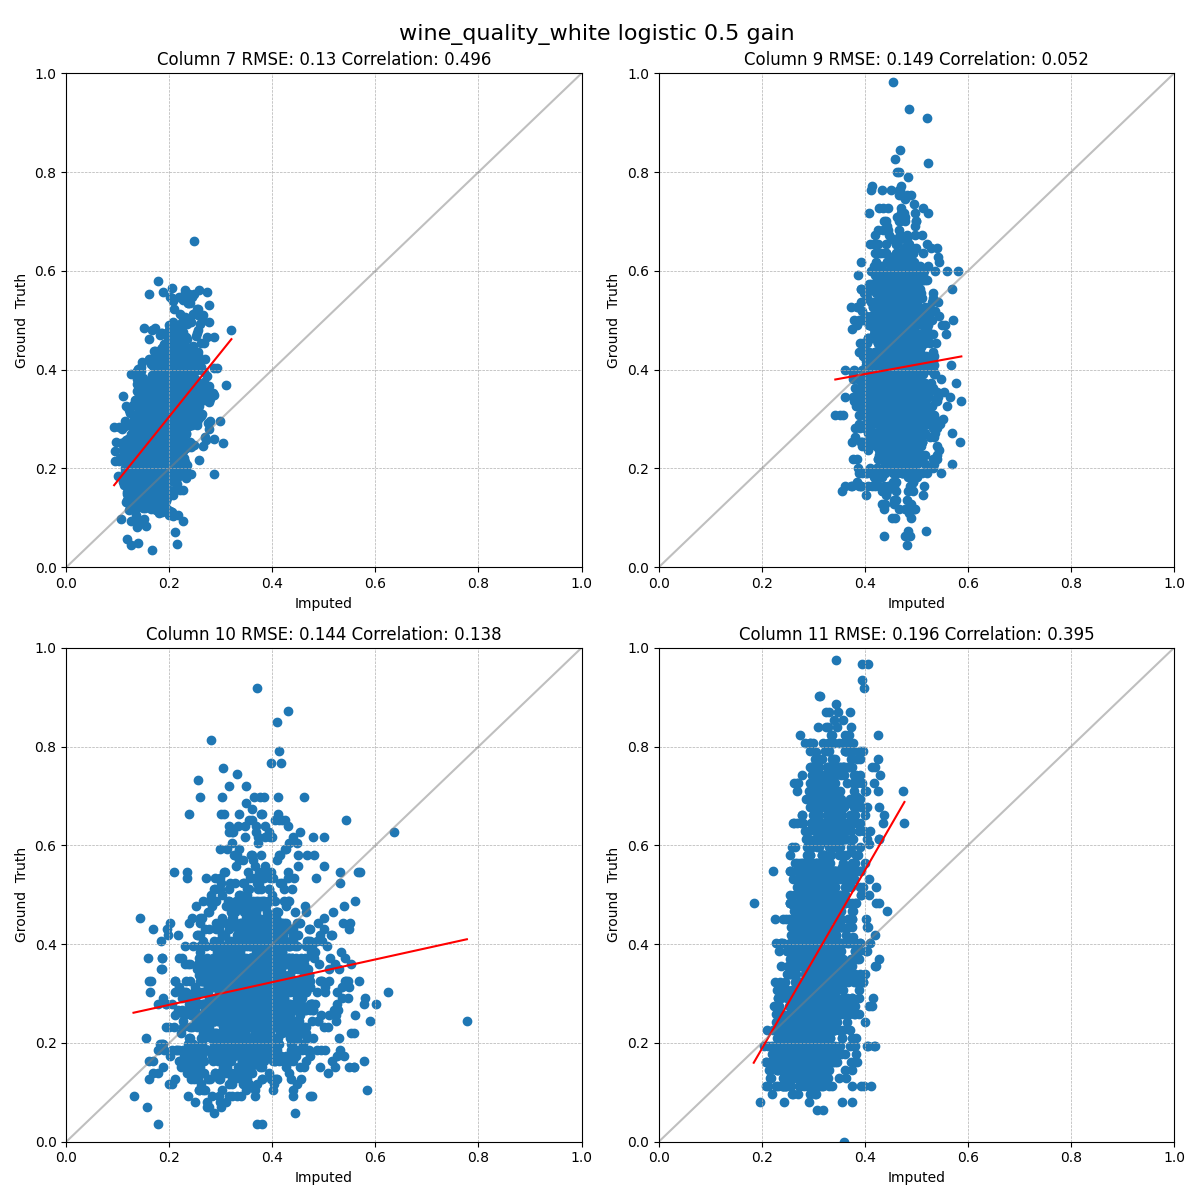 wine_quality_white logistic 0.5 gain
Column 7 RMSE: 0.13 Correlation: 0.496
Column 9 RMSE: 0.149 Correlation: 0.052
1.0
0.8
0.6
0.4
0.2
0.0
Ground Truth
0.0 0.2 0.4 0.6 0.8 1.0
Imputed
1.0
0.8
0.6
0.4
0.2
0.0
Ground Truth
0.0 0.2 0.4 0.6 0.8 1.0
Imputed
Column 10 RMSE: 0.144 Correlation: 0.138
Column 11 RMSE: 0.196 Correlation: 0.395
1.0
0.8
0.6
0.4
0.2
0.0
Ground Truth
0.0 0.2 0.4 0.6 0.8 1.0
Imputed
1.0
0.8
0.6
0.4
0.2
0.0
Ground Truth
0.0 0.2 0.4 0.6 0.8 1.0
Imputed